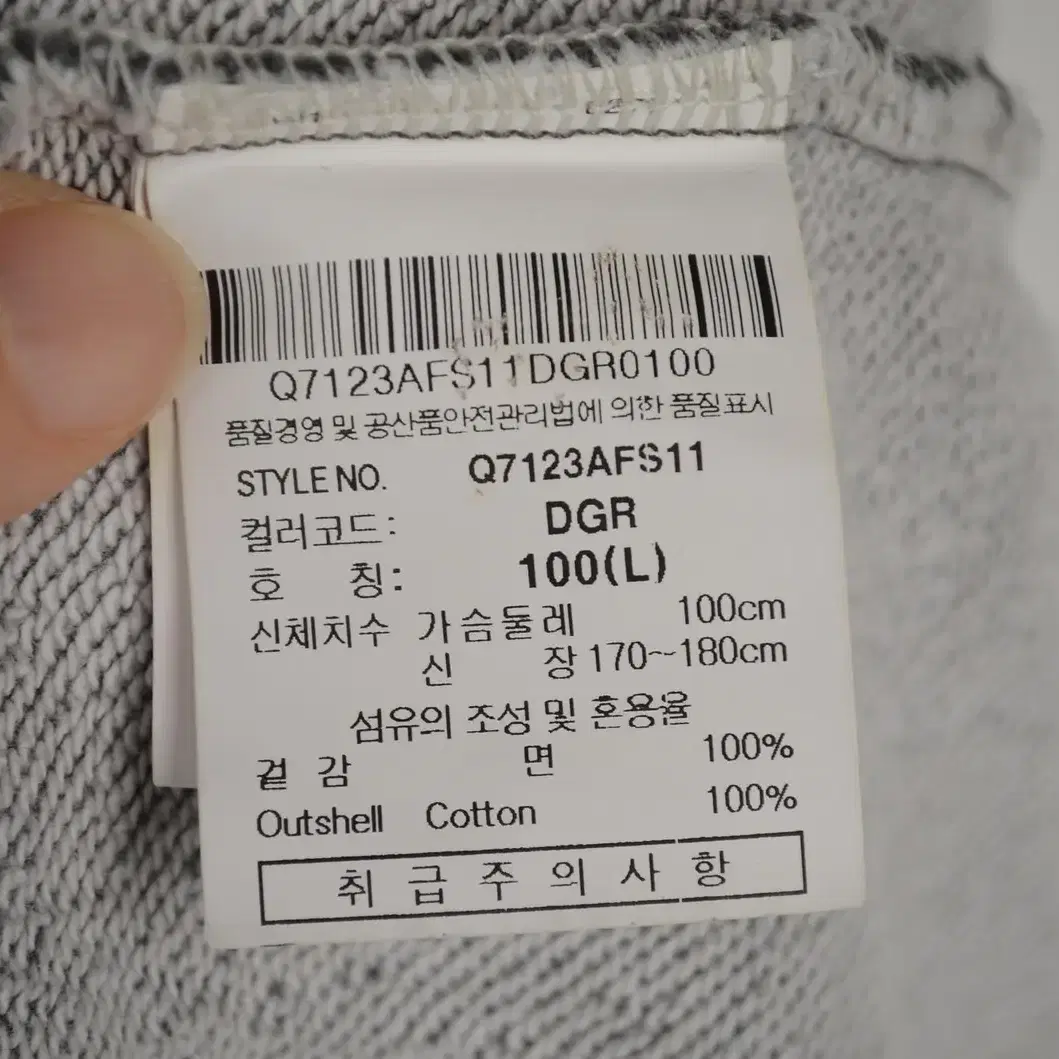 Q7123AFS11DGR0100
품질경영 및 공산품안전관리법에 의한 품질표시
STYLE NO. Q7123AFS11
컬러코드: DGR
호 칭: 100(L)
신체치수 가슴둘레 100cm
신 장 170~180cm
섬유의 조성 및 혼용율
겉 감 면 100%
Outshell Cotton 100%
취급주의사항